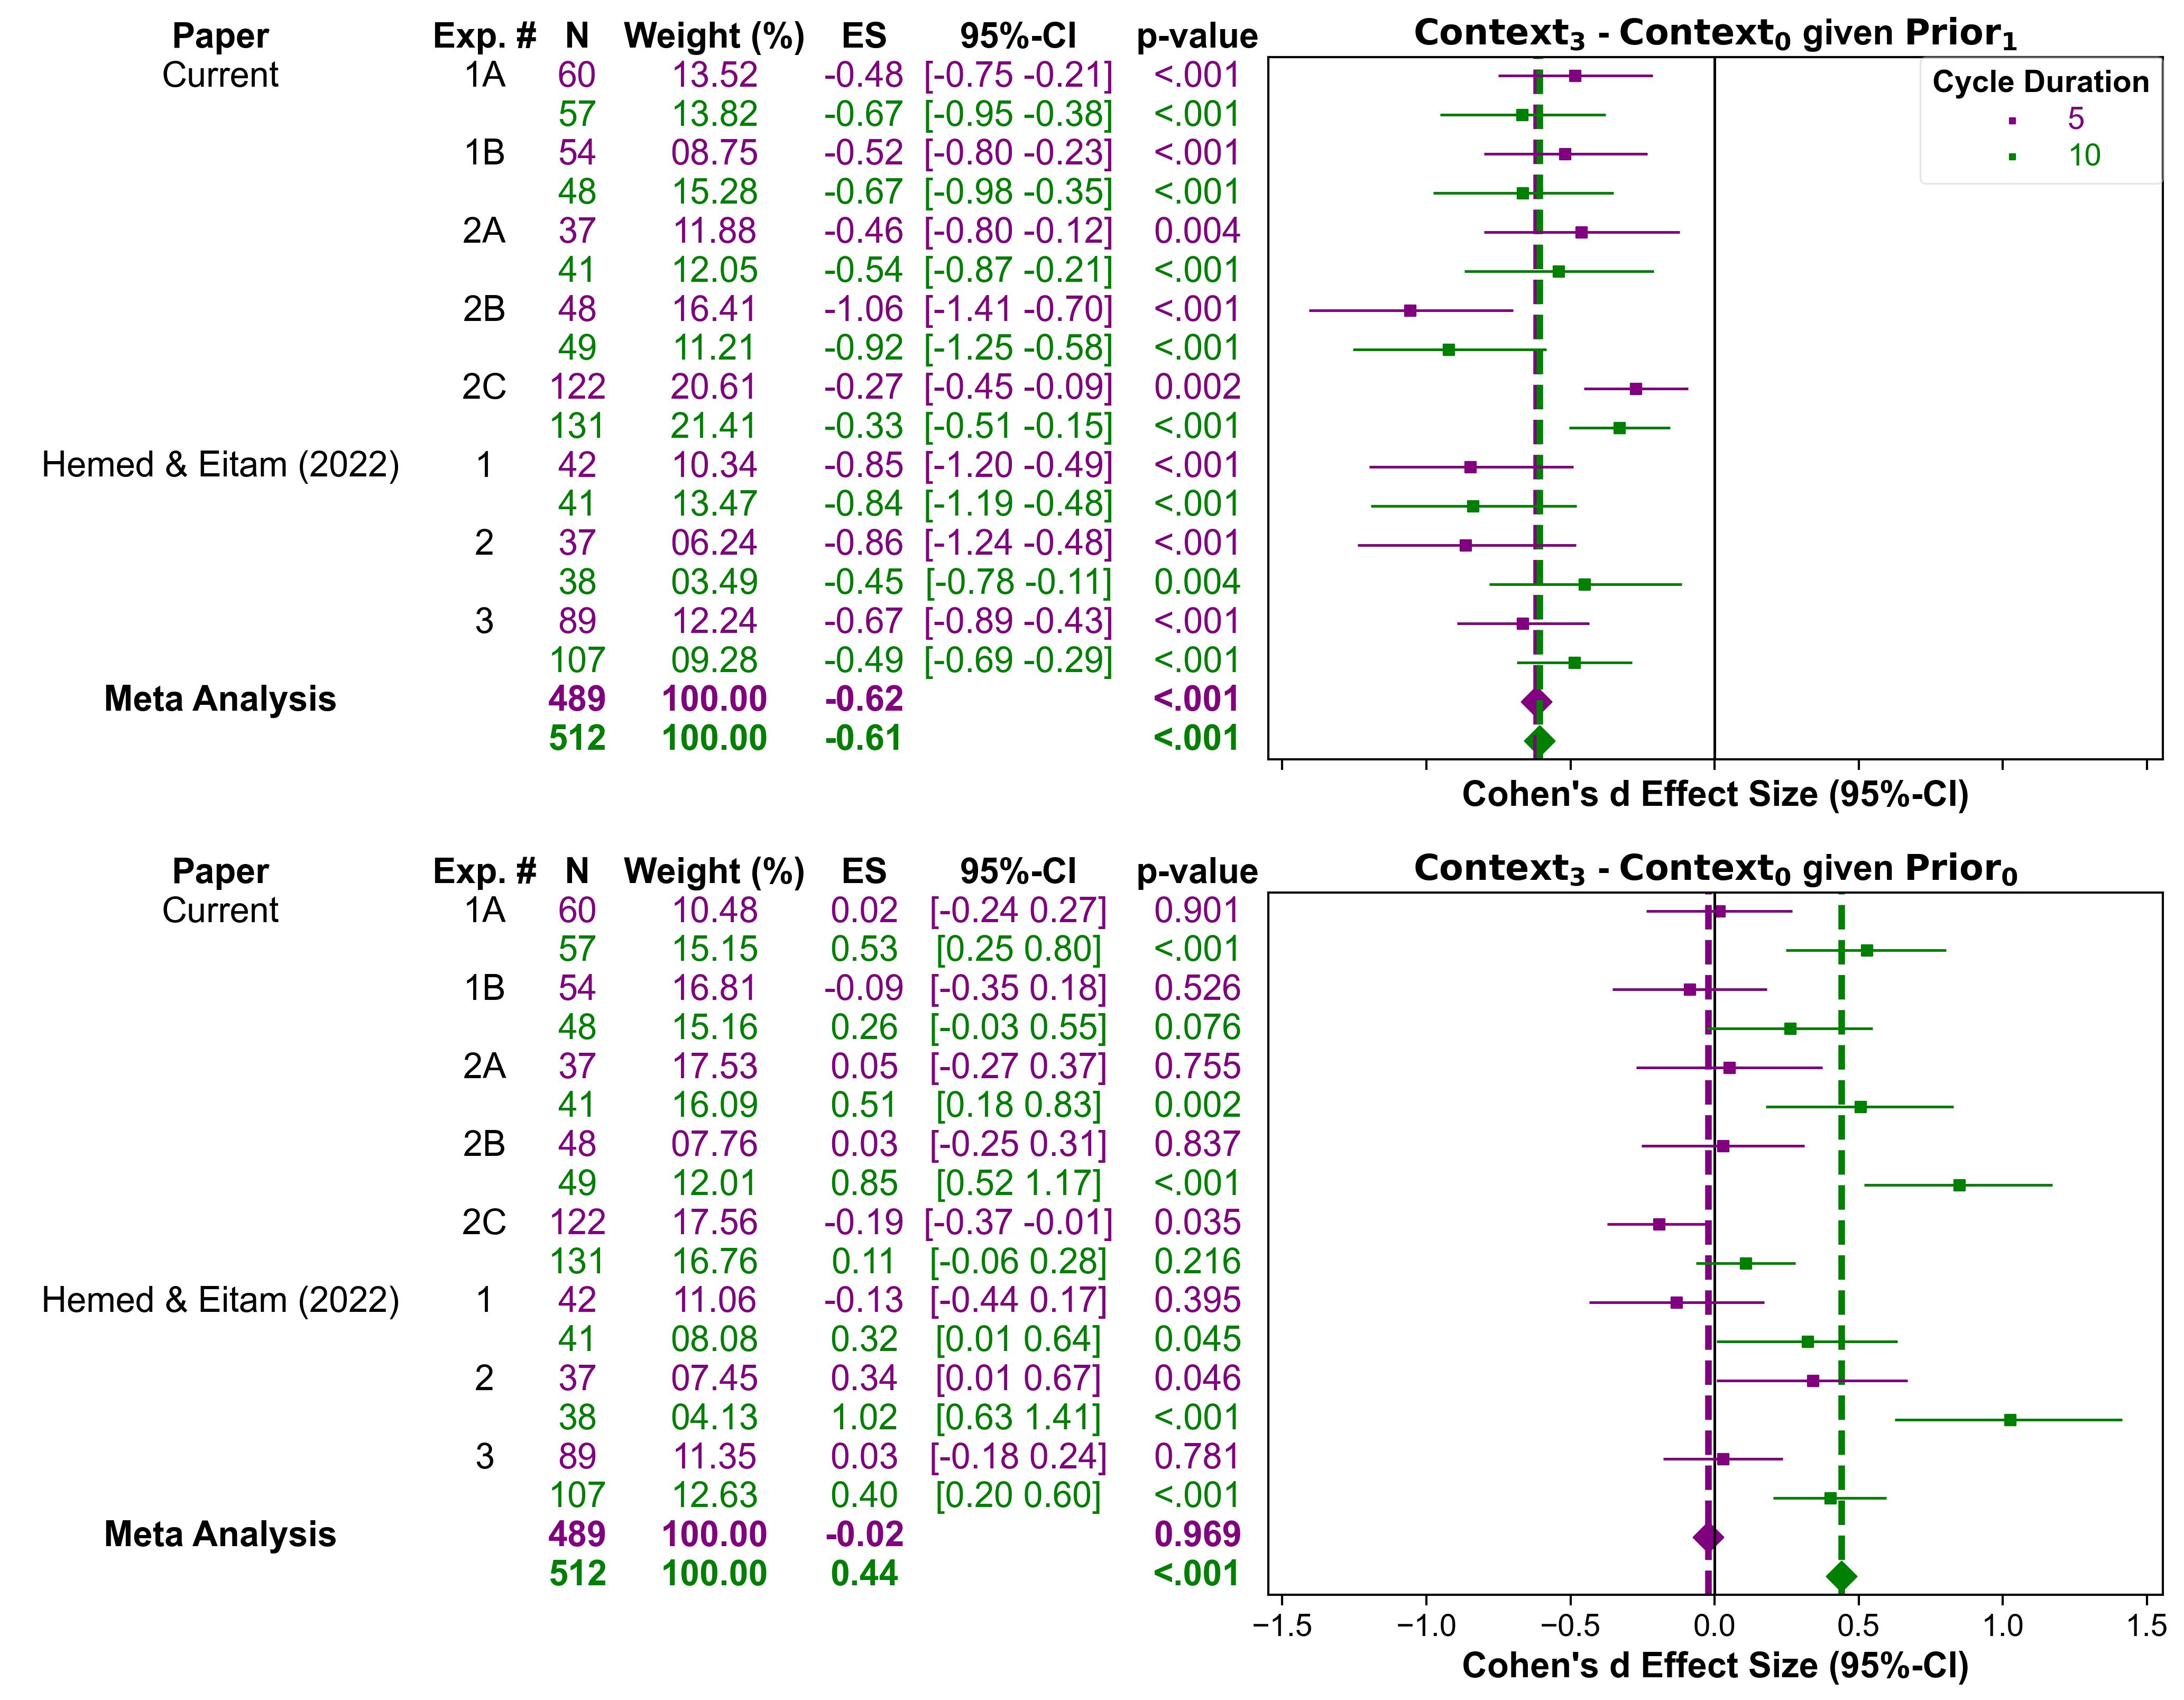 Paper Exp. # N Weight (%) ES 95%-CI p-value Context₃ - Context₀ given Prior₁
Current 1A 60 13.52 -0.48 [-0.75 -0.21] <.001
57 13.82 -0.67 [-0.95 -0.38] <.001
1B 54 08.75 -0.52 [-0.80 -0.23] <.001
48 15.28 -0.67 [-0.98 -0.35] <.001
2A 37 11.88 -0.46 [-0.80 -0.12] 0.004
41 12.05 -0.54 [-0.87 -0.21] <.001
2B 48 16.41 -1.06 [-1.41 -0.70] <.001
49 11.21 -0.92 [-1.25 -0.58] <.001
2C 122 20.61 -0.27 [-0.45 -0.09] 0.002
131 21.41 -0.33 [-0.51 -0.15] <.001
Hemed & Eitam (2022) 1 42 10.34 -0.85 [-1.20 -0.49] <.001
41 13.47 -0.84 [-1.19 -0.48] <.001
2 37 06.24 -0.86 [-1.24 -0.48] <.001
38 03.49 -0.45 [-0.78 -0.11] 0.004
3 89 12.24 -0.67 [-0.89 -0.43] <.001
107 09.28 -0.49 [-0.69 -0.29] <.001
Meta Analysis 489 100.00 -0.62 <.001
512 100.00 -0.61 <.001
Cycle Duration
5
10
Cohen's d Effect Size (95%-CI)
Paper Exp. # N Weight (%) ES 95%-CI p-value Context₃ - Context₀ given Prior₀
Current 1A 60 10.48 0.02 [-0.24 0.27] 0.901
57 15.15 0.53 [0.25 0.80] <.001
1B 54 16.81 -0.09 [-0.35 0.18] 0.526
48 15.16 0.26 [-0.03 0.55] 0.076
2A 37 17.53 0.05 [-0.27 0.37] 0.755
41 16.09 0.51 [0.18 0.83] 0.002
2B 48 07.76 0.03 [-0.25 0.31] 0.837
49 12.01 0.85 [0.52 1.17] <.001
2C 122 17.56 -0.19 [-0.37 -0.01] 0.035
131 16.76 0.11 [-0.06 0.28] 0.216
Hemed & Eitam (2022) 1 42 11.06 -0.13 [-0.44 0.17] 0.395
41 08.08 0.32 [0.01 0.64] 0.045
2 37 07.45 0.34 [0.01 0.67] 0.046
38 04.13 1.02 [0.63 1.41] <.001
3 89 11.35 0.03 [-0.18 0.24] 0.781
107 12.63 0.40 [0.20 0.60] <.001
Meta Analysis 489 100.00 -0.02 0.969
512 100.00 0.44 <.001
−1.5 −1.0 −0.5 0.0 0.5 1.0 1.5
Cohen's d Effect Size (95%-CI)